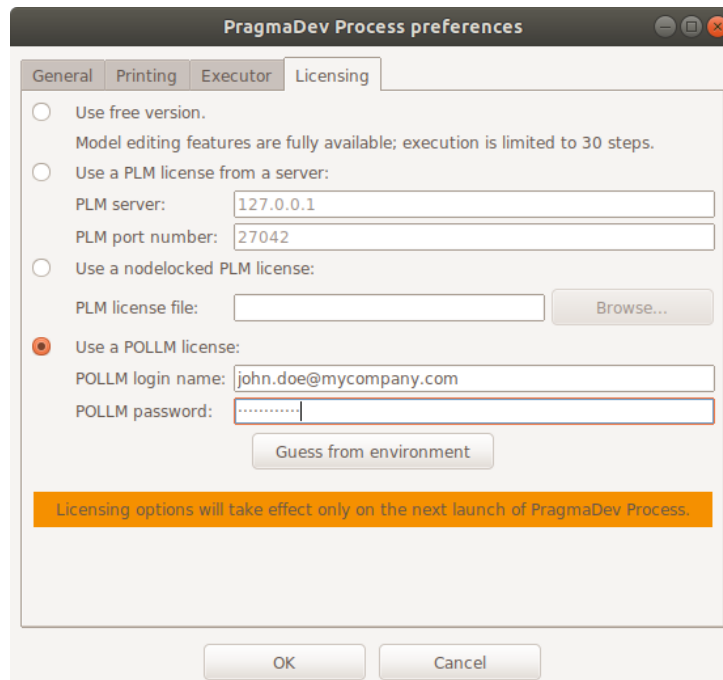 PragmaDev Process preferences
General Printing Executor Licensing
Use free version.
Model editing features are fully available; execution is limited to 30 steps.
Use a PLM license from a server:
PLM server: 127.0.0.1
PLM port number: 27042
Use a nodelocked PLM license:
PLM license file: Browse...
Use a POLLM license:
POLLM login name: john.doe@mycompany.com
POLLM password: ············
Guess from environment
Licensing options will take effect only on the next launch of PragmaDev Process.
OK Cancel